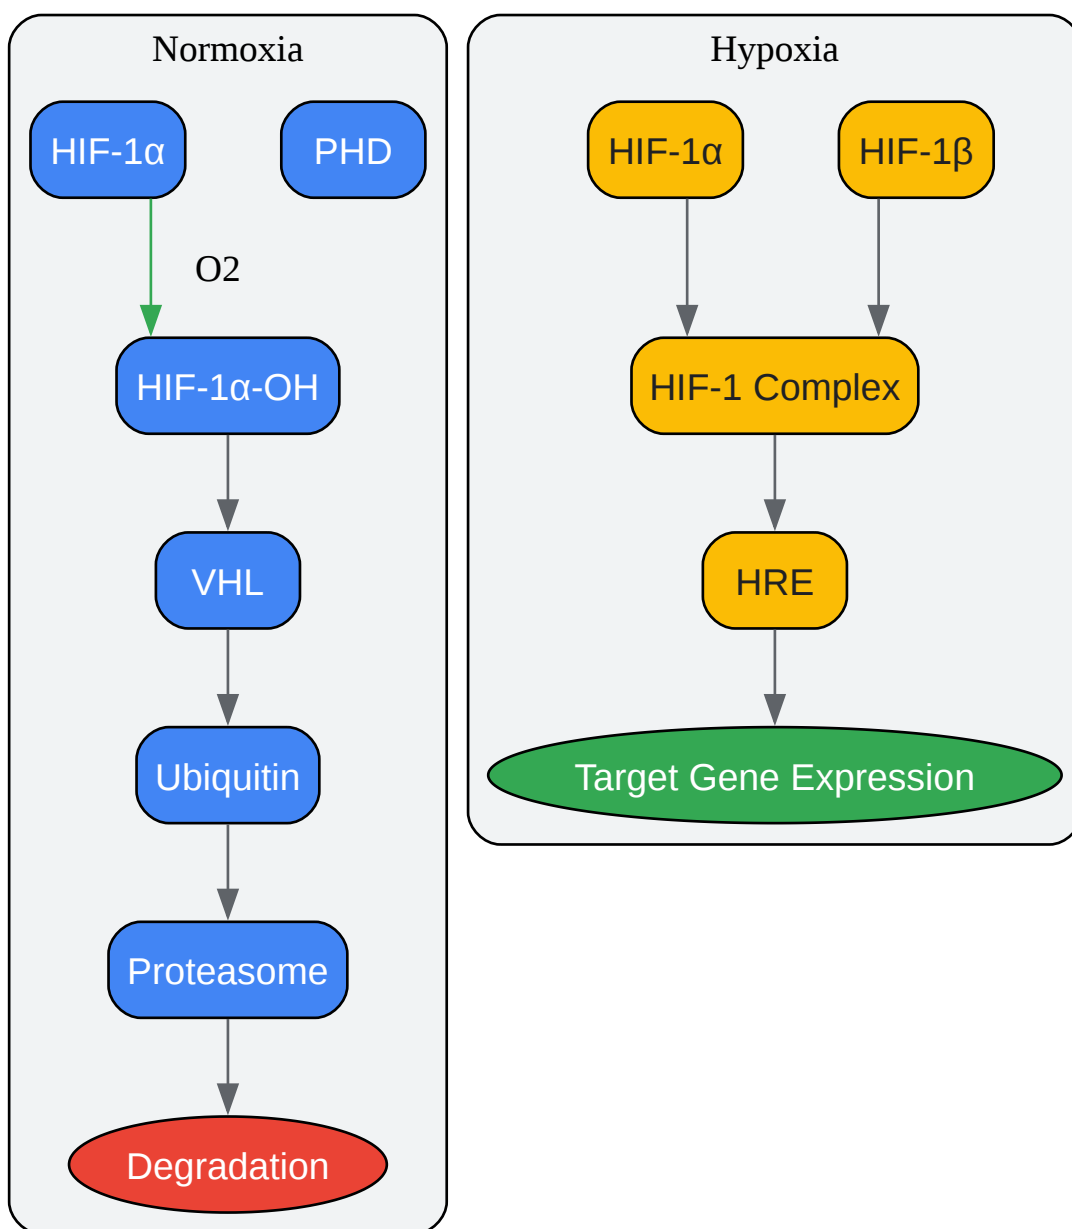 Normoxia
HIF-1α
PHD
O2
HIF-1α-OH
VHL
Ubiquitin
Proteasome
Degradation
Hypoxia
HIF-1α
HIF-1β
HIF-1 Complex
HRE
Target Gene Expression